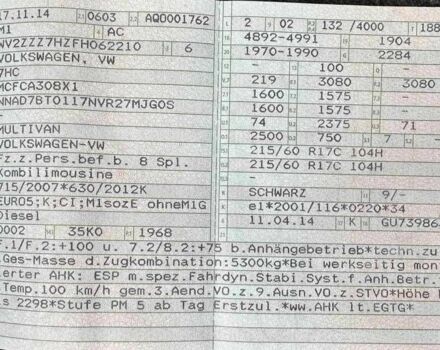 17.11.14 0603 AQ0001762
M1 AC
WV2ZZZ7HZFH062210 6
VOLKSWAGEN, VW
7HC
MCFCA308X1
NNAD7BTO117NVR27MJGOS
-
MULTIVAN
VOLKSWAGEN-VW
Fz.z.Pers.bef.b. 8 Spl.
Kombilimousine
715/2007*630/2012K
EURO5;K;CI;M1sozE ohneM1G
Diesel
0002 35KO 1968
2 02 132 /4000 188
4892-4991 1904
1970-1990 2284
- 100 -
219 3080 3080
1600 1575 -
1600 1575 -
74 2375 71
2500 750 7
215/60 R17C 104H
215/60 R17C 104H
-
SCHWARZ 9/-
e1*2001/116*0220*34
11.04.14 K GU73986
F.1/F.2:+100 u. 7.2/8.2:+75 b.Anhängebetrieb*techn.zu
.Ges-Masse d.Zugkombination:5300kg*Bei werkseitig mon
ierter AHK: ESP m.spez.Fahrdyn.Stabi.Syst.f.Anh.Betr.
Temp.100 km/h gem.3.Aend.VO.z.9.Ausn.VO.z.STVO*Höhe
s 2298*Stufe PM 5 ab Tag Erstzul.*ww.AHK lt.EGTG*